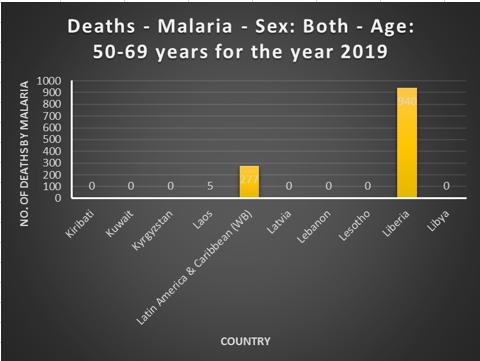 Deaths - Malaria - Sex: Both - Age:
50-69 years for the year 2019
NO. OF DEATHS BY MALARIA
1000
900
800
700
600
500
400
300
200
100
0
0 0 0 5 277 0 0 0 940 0
Kiribati
Kuwait
Kyrgyzstan
Laos
Latin America & Caribbean (WB)
Latvia
Lebanon
Lesotho
Liberia
Libya
COUNTRY